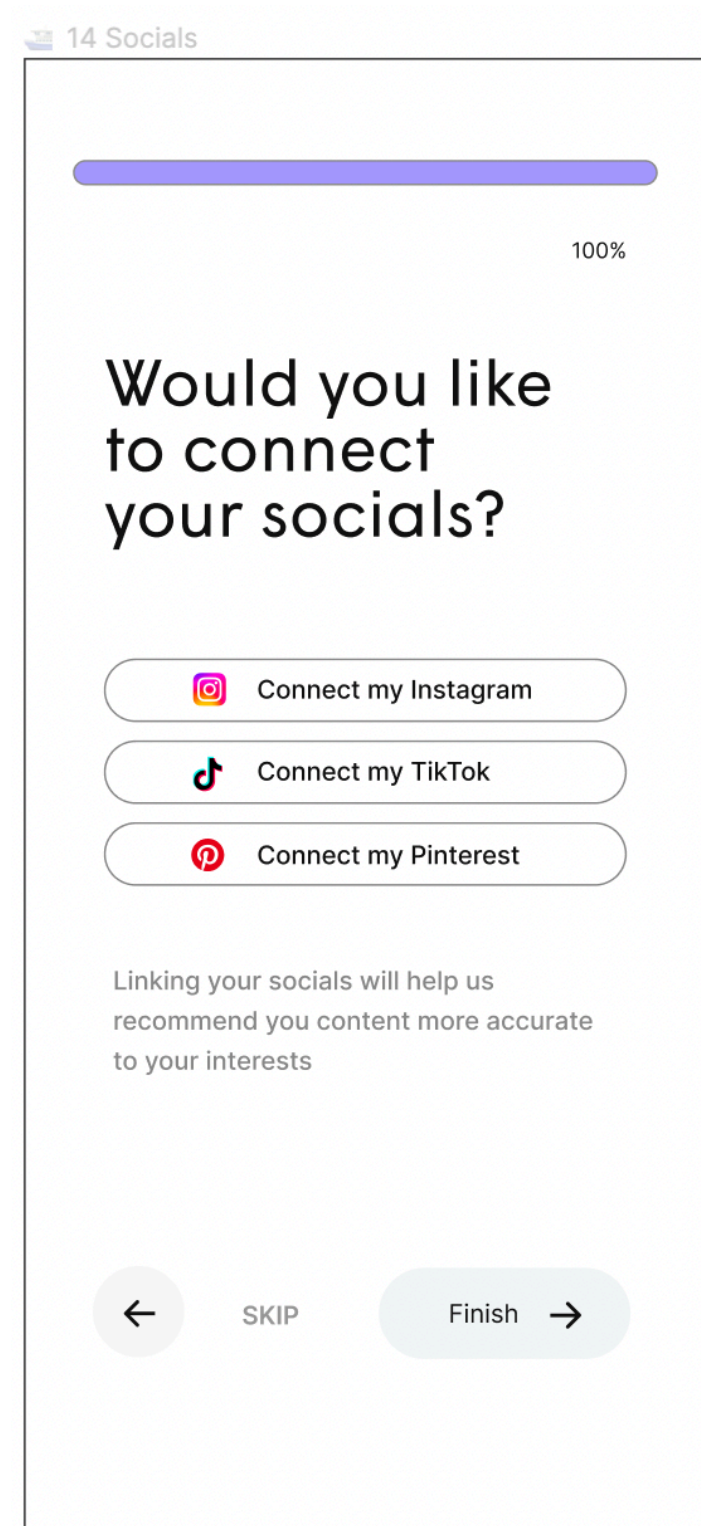 14 Socials
100%
Would you like
to connect
your socials?
Connect my Instagram
Connect my TikTok
Connect my Pinterest
Linking your socials will help us
recommend you content more accurate
to your interests
SKIP
Finish